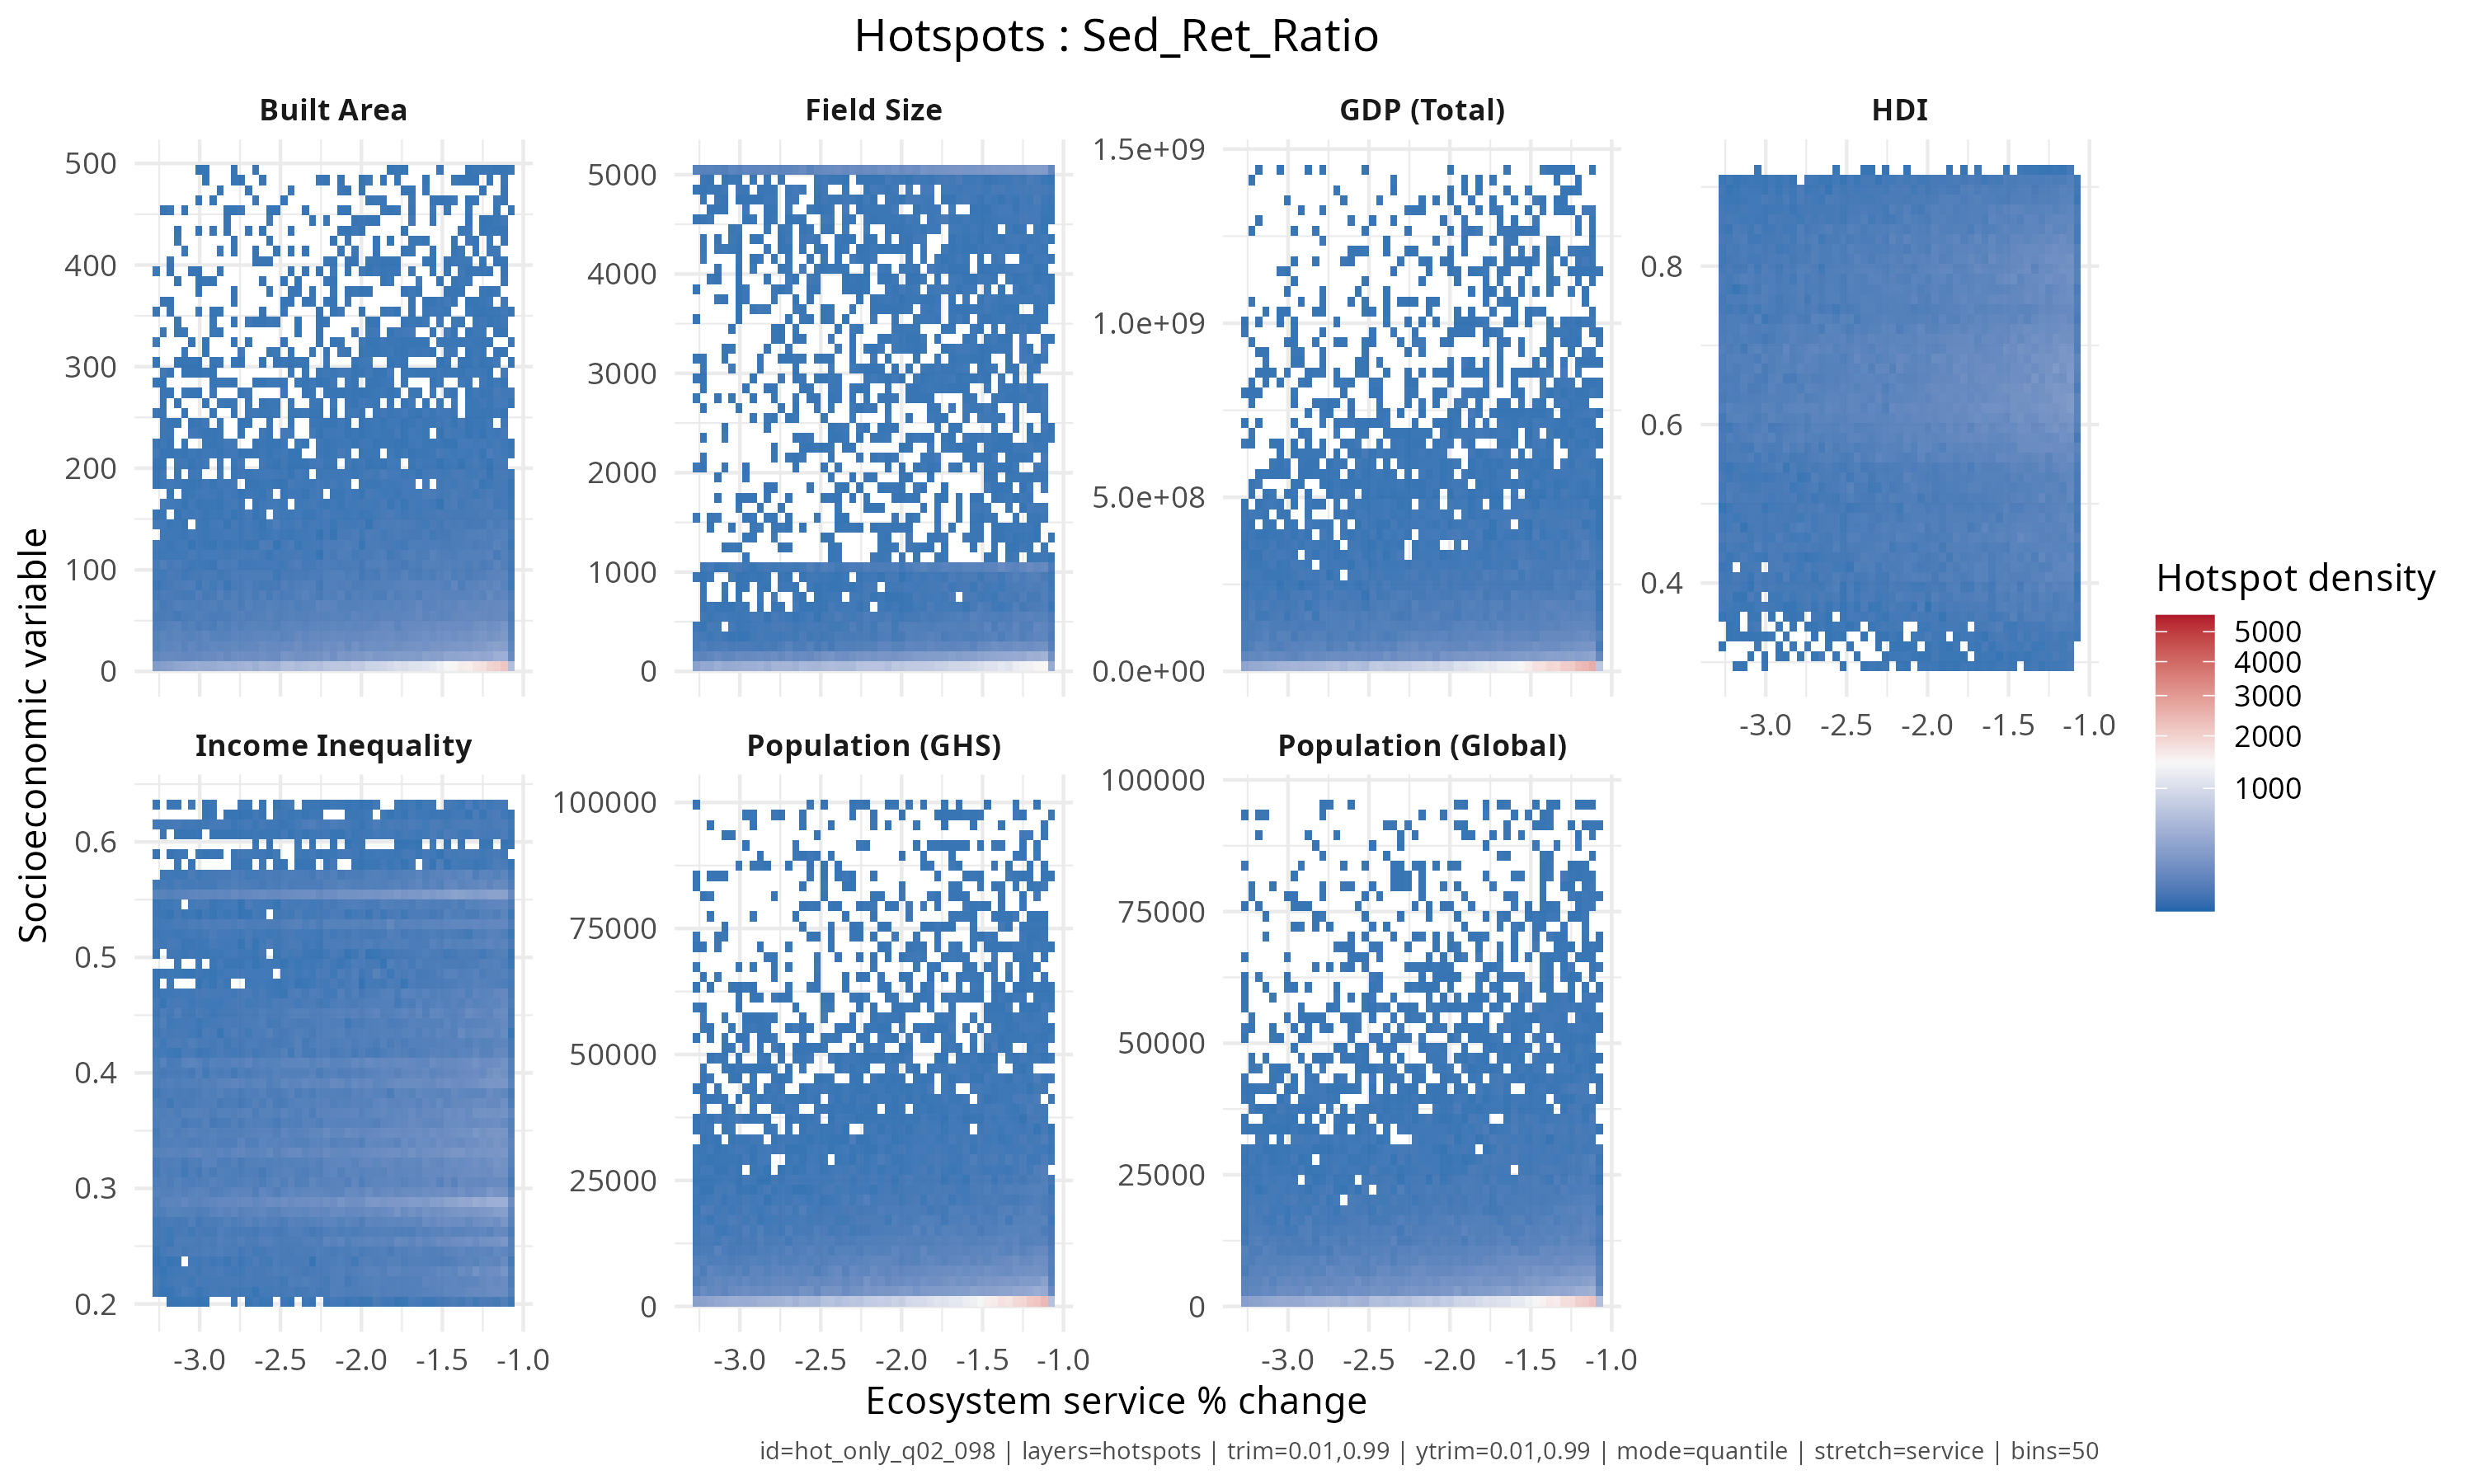 Hotspots : Sed_Ret_Ratio
Built Area
Field Size
GDP (Total)
HDI
500
400
300
200
100
0
5000
4000
3000
2000
1000
0
1.5e+09
1.0e+09
5.0e+08
0.0e+00
0.8
0.6
0.4
-3.0 -2.5 -2.0 -1.5 -1.0
Socioeconomic variable
Hotspot density
5000
4000
3000
2000
1000
Income Inequality
Population (GHS)
Population (Global)
0.6
0.5
0.4
0.3
0.2
100000
75000
50000
25000
0
100000
75000
50000
25000
0
-3.0 -2.5 -2.0 -1.5 -1.0
-3.0 -2.5 -2.0 -1.5 -1.0
-3.0 -2.5 -2.0 -1.5 -1.0
Ecosystem service % change
id=hot_only_q02_098 | layers=hotspots | trim=0.01,0.99 | ytrim=0.01,0.99 | mode=quantile | stretch=service | bins=50